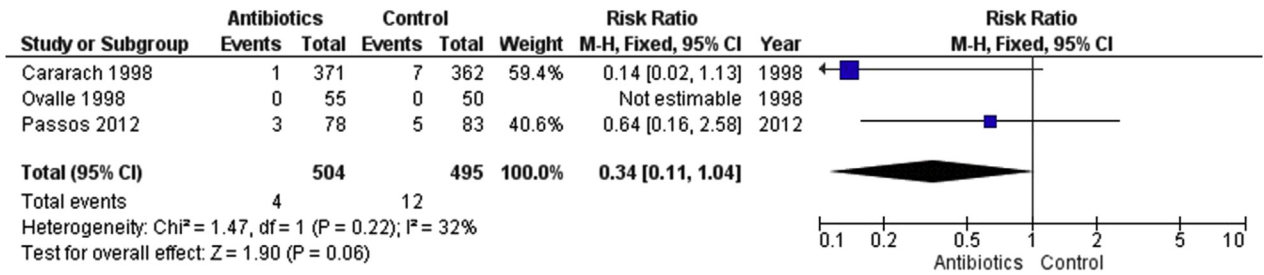 Antibiotics Control Risk Ratio Risk Ratio
Study or Subgroup Events Total Events Total Weight M-H, Fixed, 95% CI Year M-H, Fixed, 95% CI
Cararach 1998 1 371 7 362 59.4% 0.14 [0.02, 1.13] 1998
Ovalle 1998 0 55 0 50 Not estimable 1998
Passos 2012 3 78 5 83 40.6% 0.64 [0.16, 2.58] 2012
Total (95% CI) 504 495 100.0% 0.34 [0.11, 1.04]
Total events 4 12
Heterogeneity: Chi² = 1.47, df = 1 (P = 0.22); I² = 32%
Test for overall effect: Z = 1.90 (P = 0.06)
0.1 0.2 0.5 1 2 5 10
Antibiotics Control